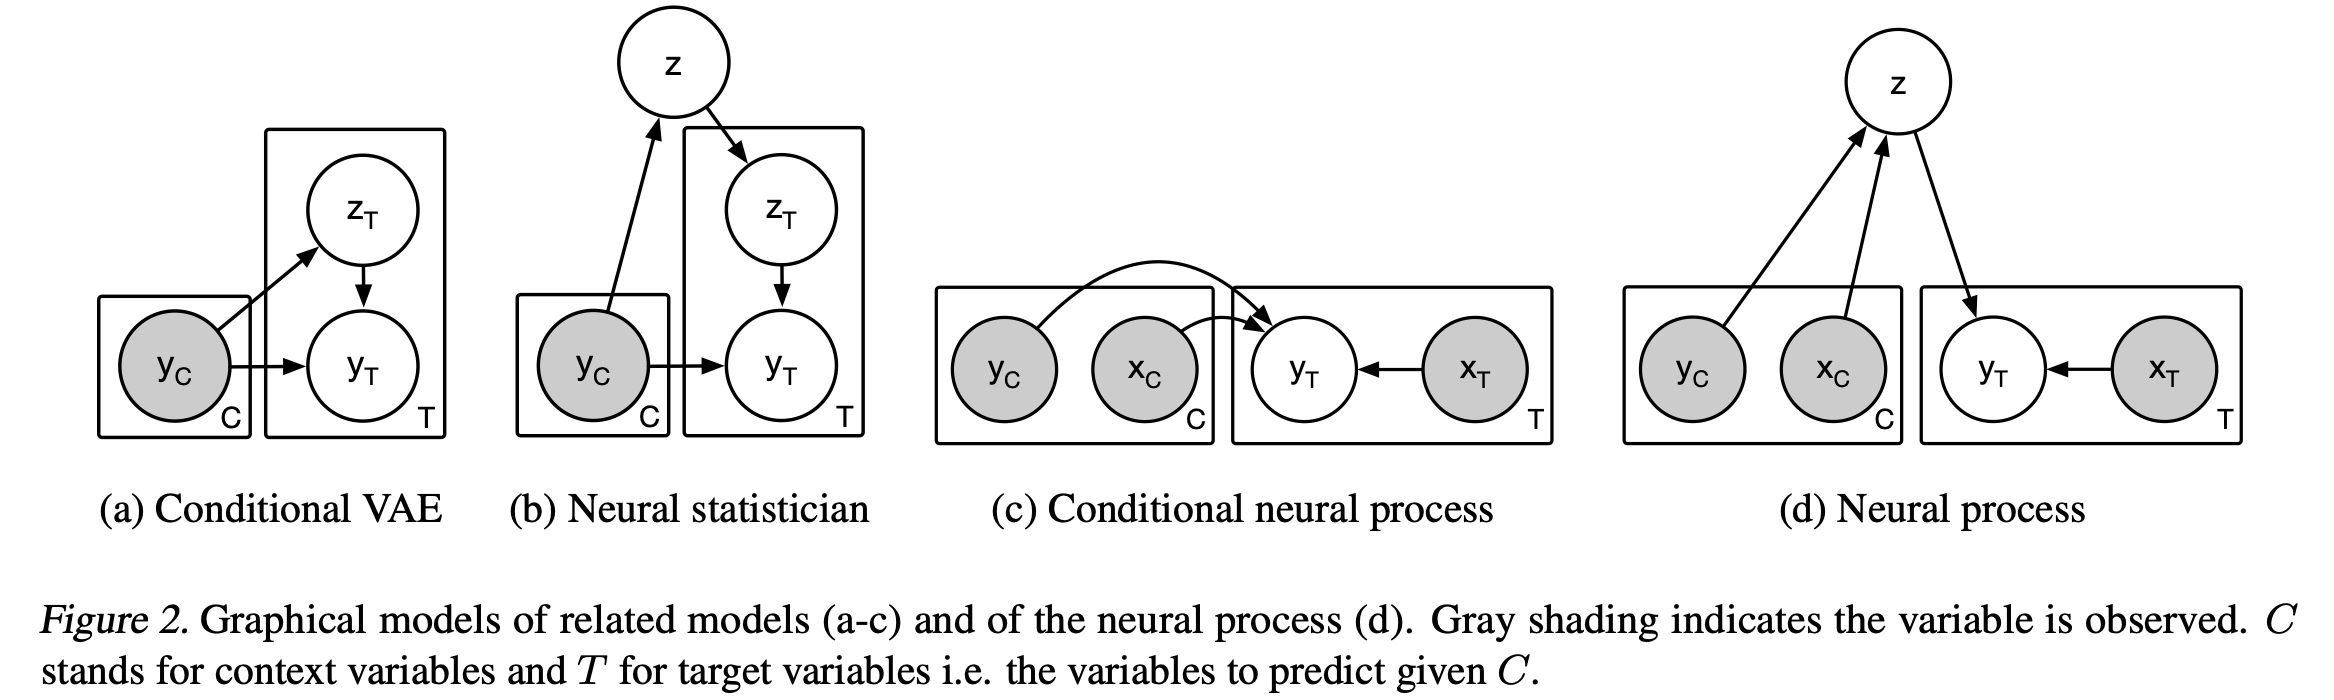 z
z
z_T
z_T
y_C
y_T
C
T
y_C
y_T
C
T
y_C
x_C
y_T
x_T
C
T
y_C
x_C
y_T
x_T
C
T
(a) Conditional VAE
(b) Neural statistician
(c) Conditional neural process
(d) Neural process
Figure 2. Graphical models of related models (a-c) and of the neural process (d). Gray shading indicates the variable is observed. C
stands for context variables and T for target variables i.e. the variables to predict given C.